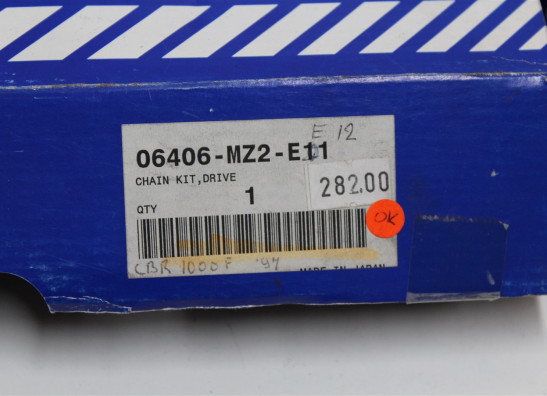 E 12
06406-MZ2-E11
CHAIN KIT,DRIVE
282.00
QTY 1
OK
CBR 1000F '97
MADE IN JAPAN